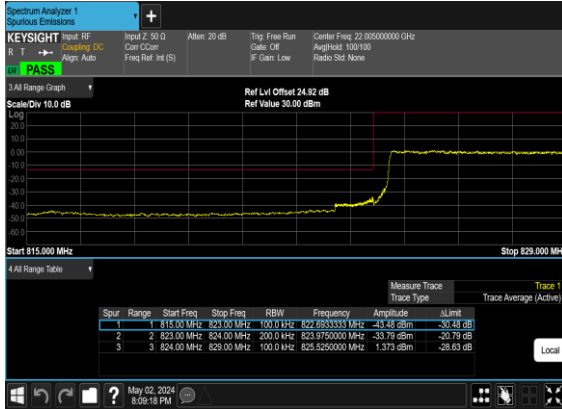 Spectrum Analyzer 1
Spurious Emissions
KEYSIGHT Input: RF Input Z: 50 Ω Atten: 20 dB Trig: Free Run Center Freq: 22.005000000 GHz
R T Coupling: DC Corr CCorr Gate: Off Avg|Hold: 100/100
Align: Auto Freq Ref: Int (S) IF Gain: Low Radio Std: None
PASS
3 All Range Graph
Ref Lvl Offset 24.92 dB
Scale/Div 10.0 dB Ref Value 30.00 dBm
Log
20.0
10.0
0.00
-10.0
-20.0
-30.0
-40.0
-50.0
-60.0
Start 815.000 MHz Stop 829.000 MHz
4 All Range Table
Measure Trace Trace 1
Trace Type Trace Average (Active)
Spur Range Start Freq Stop Freq RBW Frequency Amplitude ΔLimit
1 1 815.00 MHz 823.00 MHz 100.0 kHz 822.6933333 MHz -43.48 dBm -30.48 dB
2 2 823.00 MHz 824.00 MHz 200.0 kHz 823.9750000 MHz -33.79 dBm -20.79 dB
3 3 824.00 MHz 829.00 MHz 100.0 kHz 825.5250000 MHz 1.373 dBm -28.63 dB
Local
?
May 02, 2024
8:09:18 PM